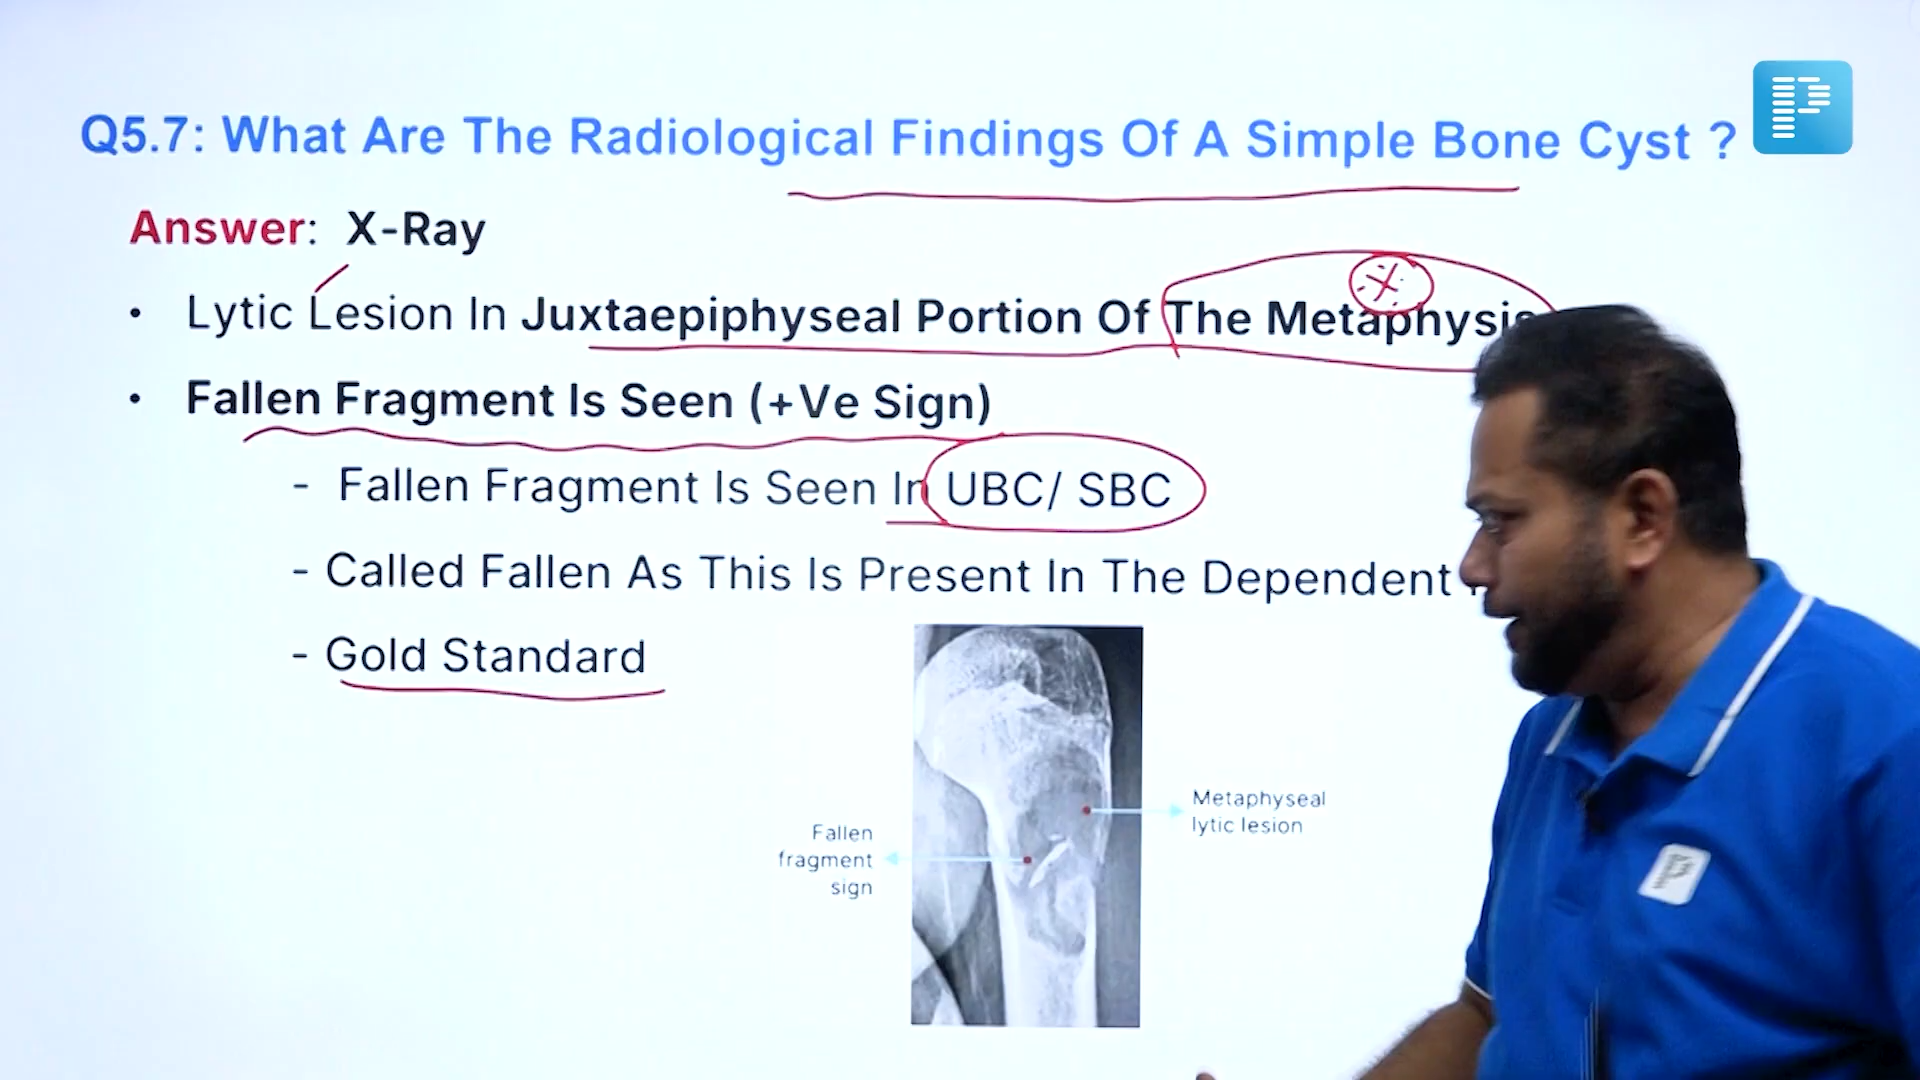 Q5.7: What Are The Radiological Findings Of A Simple Bone Cyst ?
Answer: X-Ray
• Lytic Lesion In Juxtaepiphyseal Portion Of The Metaphysis
• Fallen Fragment Is Seen (+Ve Sign)
- Fallen Fragment Is Seen In UBC/ SBC
- Called Fallen As This Is Present In The Dependent
- Gold Standard
Metaphyseal
lytic lesion
Fallen
fragment
sign